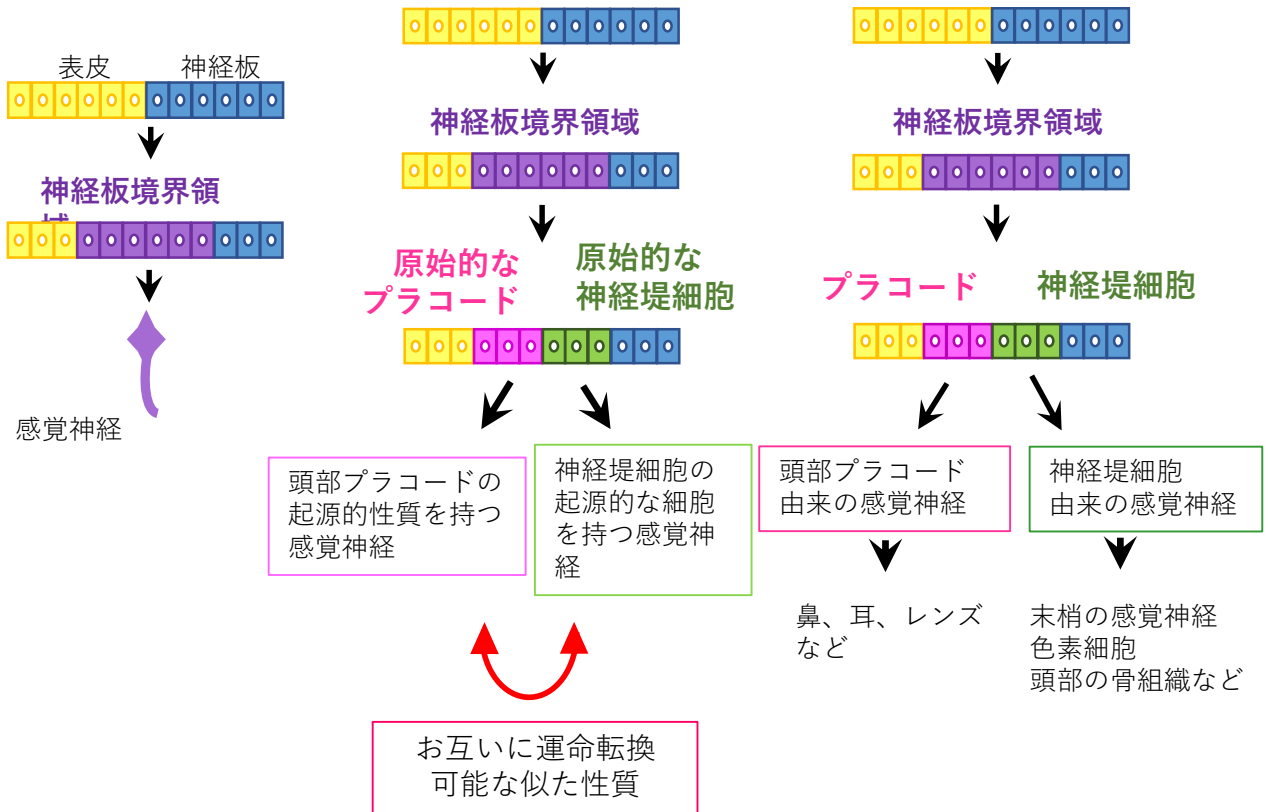 表皮
神経板
神経板境界領
域
感覚神経
神経板境界領域
原始的な
プラコード
原始的な
神経堤細胞
頭部プラコードの
起源的性質を持つ
感覚神経
神経堤細胞の
起源的な細胞
を持つ感覚神
経
お互いに運命転換
可能な似た性質
神経板境界領域
プラコード
神経堤細胞
頭部プラコード
由来の感覚神経
神経堤細胞
由来の感覚神経
鼻、耳、レンズ
など
末梢の感覚神経
色素細胞
頭部の骨組織など